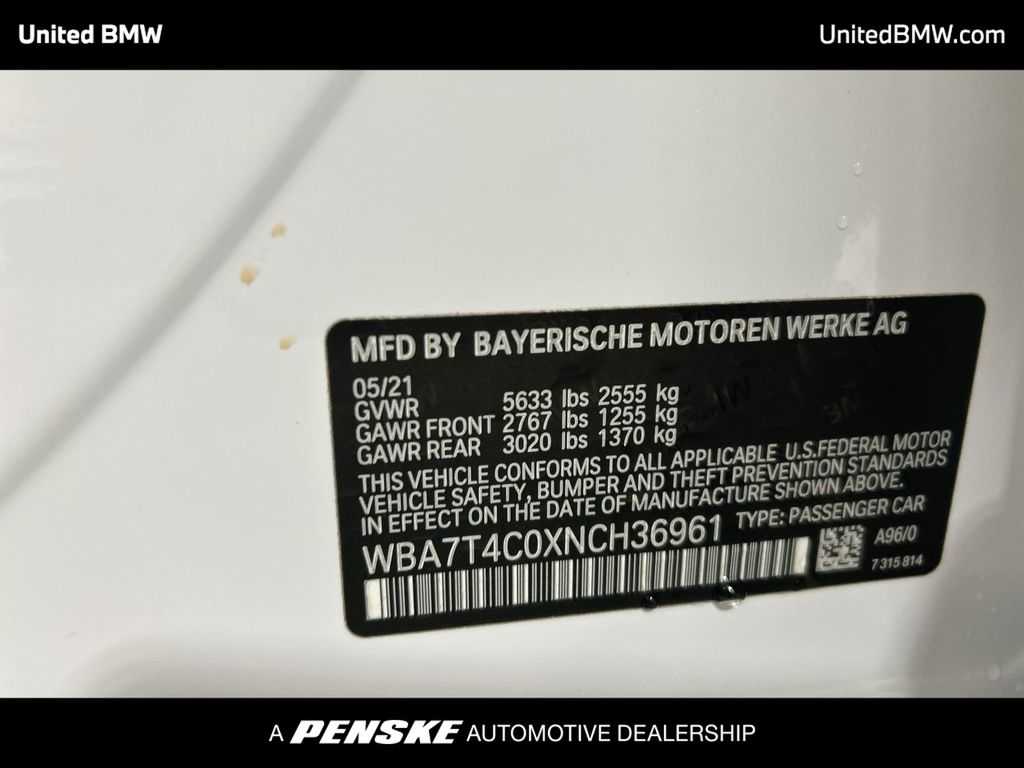 United BMW
UnitedBMW.com
MFD BY BAYERISCHE MOTOREN WERKE AG
05/21
GVWR 5633 lbs 2555 kg
GAWR FRONT 2767 lbs 1255 kg
GAWR REAR 3020 lbs 1370 kg
THIS VEHICLE CONFORMS TO ALL APPLICABLE U.S.FEDERAL MOTOR
VEHICLE SAFETY, BUMPER AND THEFT PREVENTION STANDARDS
IN EFFECT ON THE DATE OF MANUFACTURE SHOWN ABOVE.
WBA7T4C0XNCH36961 TYPE: PASSENGER CAR
A96/0
7 315 814
A PENSKE AUTOMOTIVE DEALERSHIP